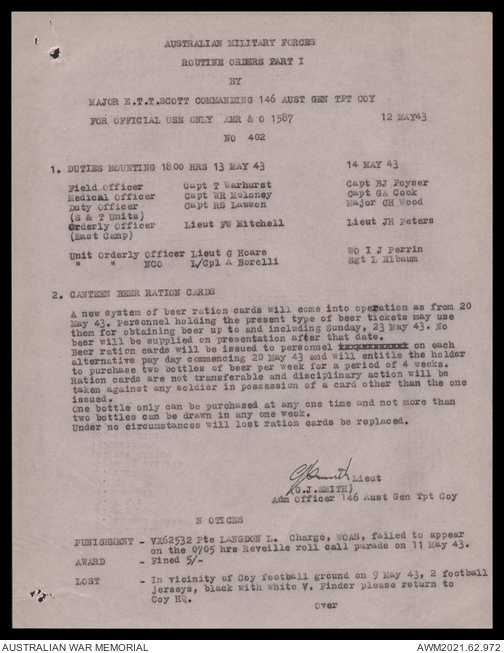 AUSTRALIAN MILITARY FORCES
ROUTINE ORDERS PART I
BY
MAJOR E.T.T.SCOTT COMMANDING 146 AUST GEN TPT COY
FOR OFFICIAL USE ONLY AMR & O 1587 12 MAY43
NO 402
1. DUTIES MOUNTING 1800 HRS 13 MAY 43 14 MAY 43
Field Officer Capt T Warhurst Capt RJ Poyser
Medical Officer Capt WR Moloney Capt GA Cook
Duty Officer Capt RS Lawson Major CH Wood
(S & T Units)
Orderly Officer Lieut FW Mitchell Lieut JH Peters
(East Camp)
Unit Orderly Officer Lieut G Hoare WO I J Perrin
" " NCO L/Cpl A Borelli Sgt L Elbaum
2. CANTEEN BEER RATION CARDS
A new system of beer ration cards will come into operation as from 20
May 43. Personnel holding the present type of beer tickets may use
them for obtaining beer up to and including Sunday, 23 May 43. No
beer will be supplied on presentation after that date.
Beer ration cards will be issued to personnel on each
alternative pay day commencing 20 May 43 and will entitle the holder
to purchase two bottles of beer per week for a period of 4 weeks.
Ration cards are not transferable and disciplinary action will be
taken against any soldier in possession of a card other than the one
issued.
One bottle only can be purchased at any one time and not more than
two bottles can be drawn in any one week.
Under no circumstances will lost ration cards be replaced.
Lieut
(G.J.SMITH)
Adm Officer 146 Aust Gen Tpt Coy
N OTICES
PUNISHMENT - VX62532 Pte LANGDON L. Charge, WOAS, failed to appear
on the 0705 hrs Reveille roll call parade on 11 May 43.
AWARD - Fined 5/-
LOST - In vicinity of Coy football ground on 9 May 43, 2 football
jerseys, black with white V. Finder please return to
Coy HQ.
Over
AUSTRALIAN WAR MEMORIAL AWM2021.62.972